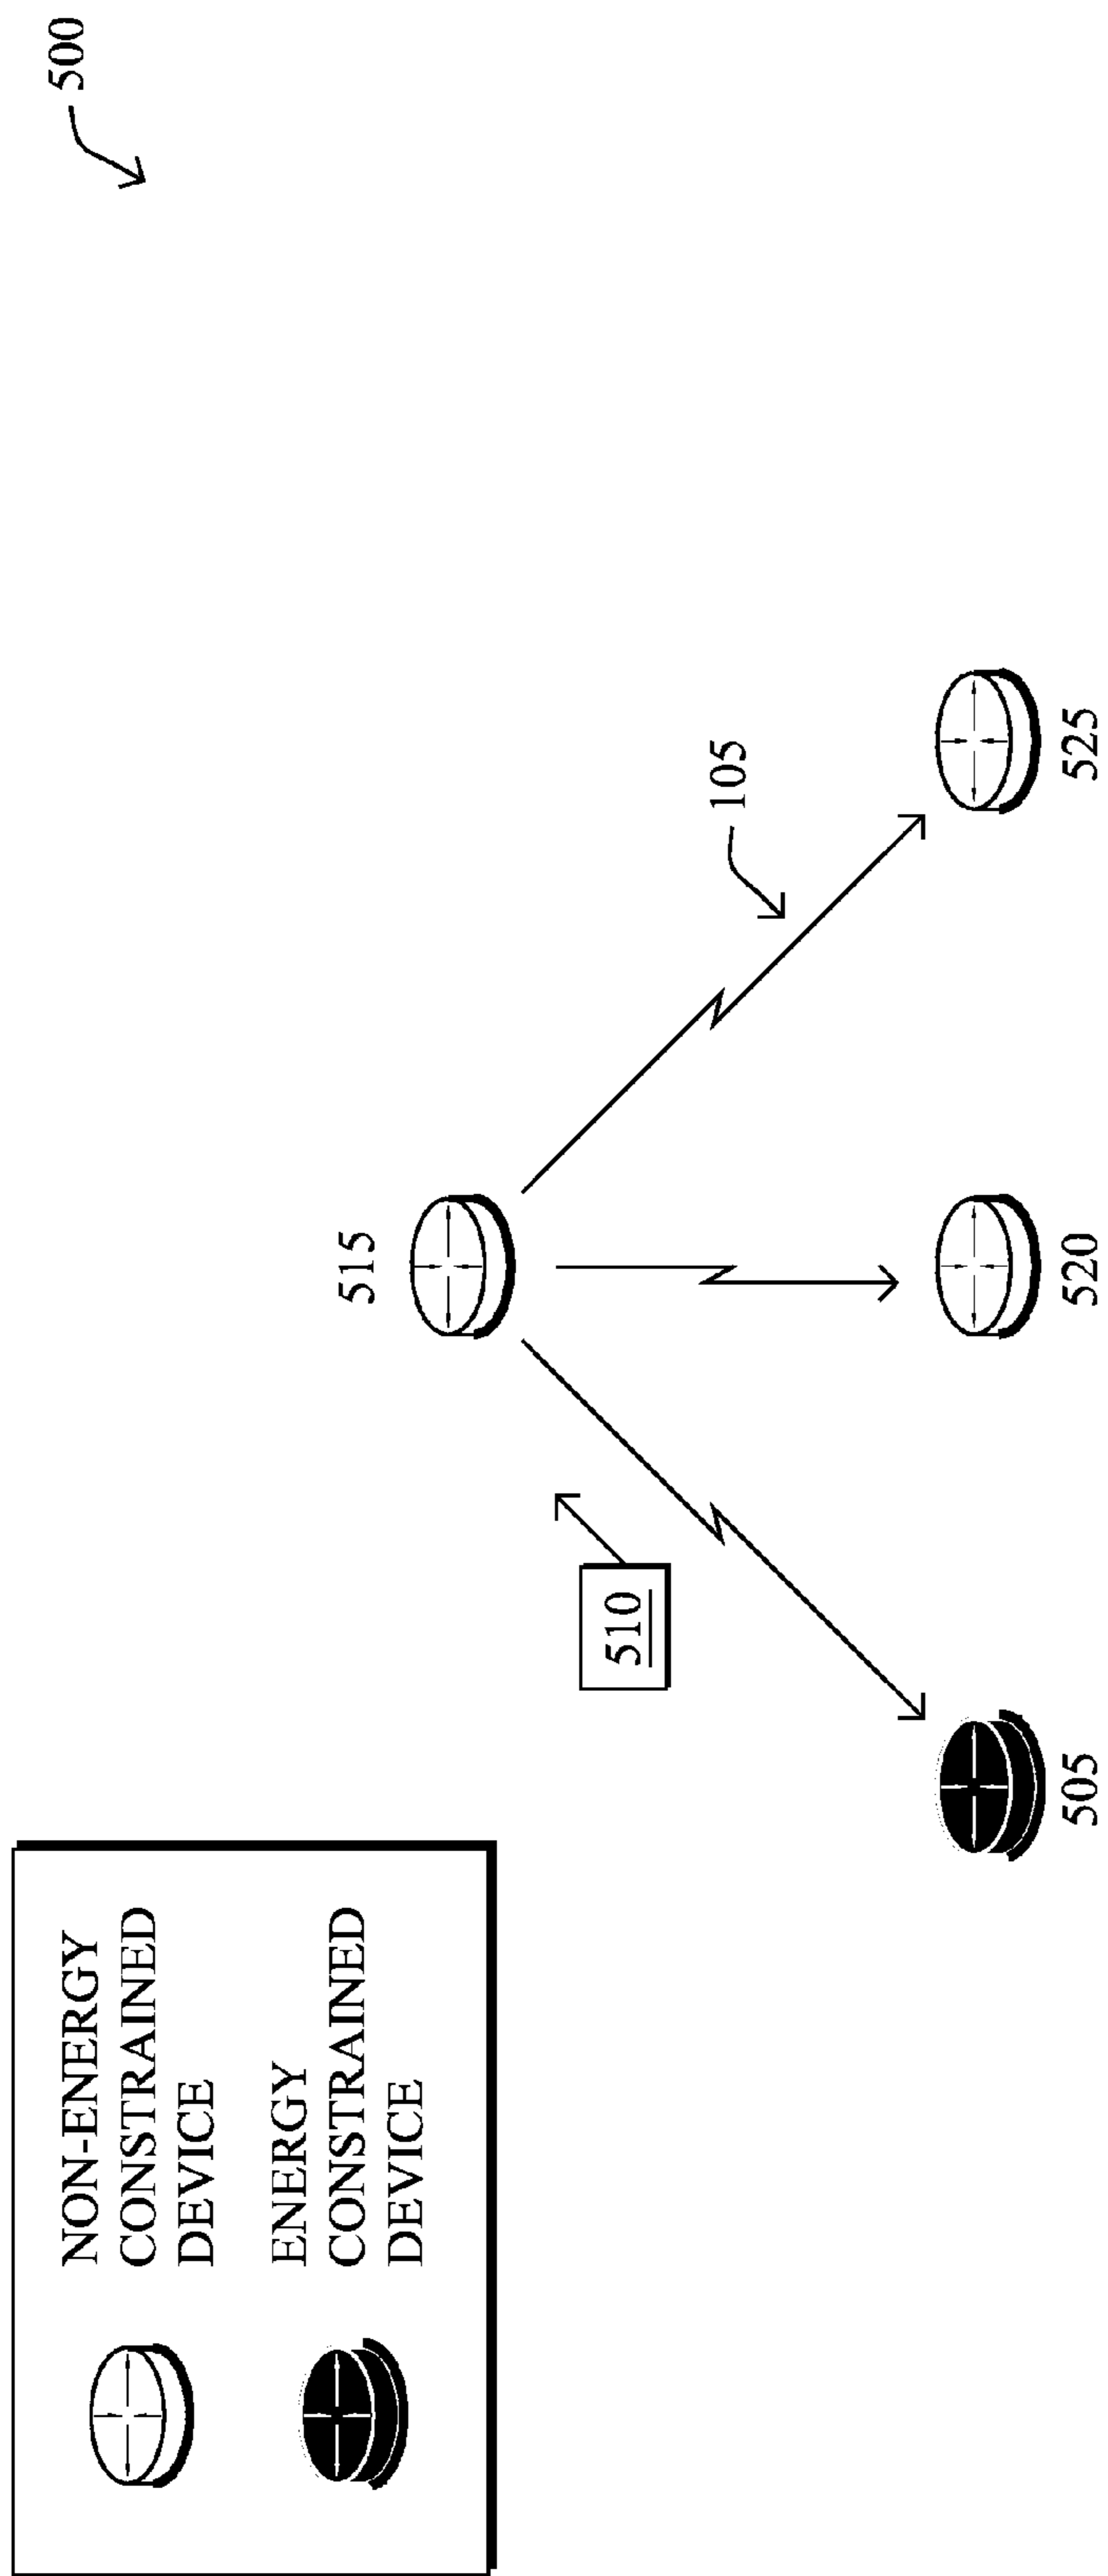 500
NON-ENERGY
CONSTRAINED
DEVICE
ENERGY
CONSTRAINED
DEVICE
515
510
105
505
520
525